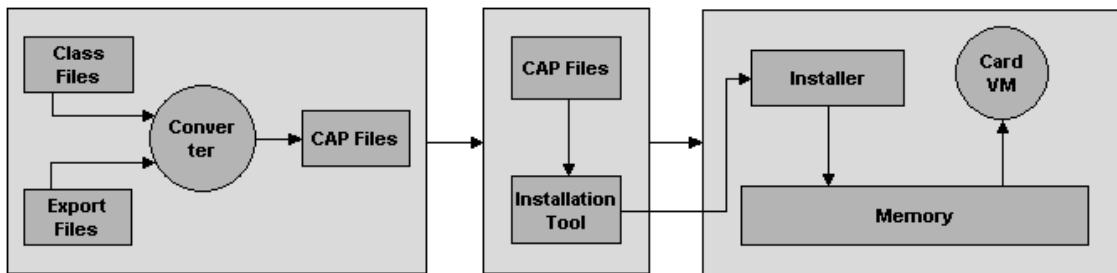 Class
Files
Conver
ter
Export
Files
CAP Files
CAP Files
Installation
Tool
Installer
Card
VM
Memory